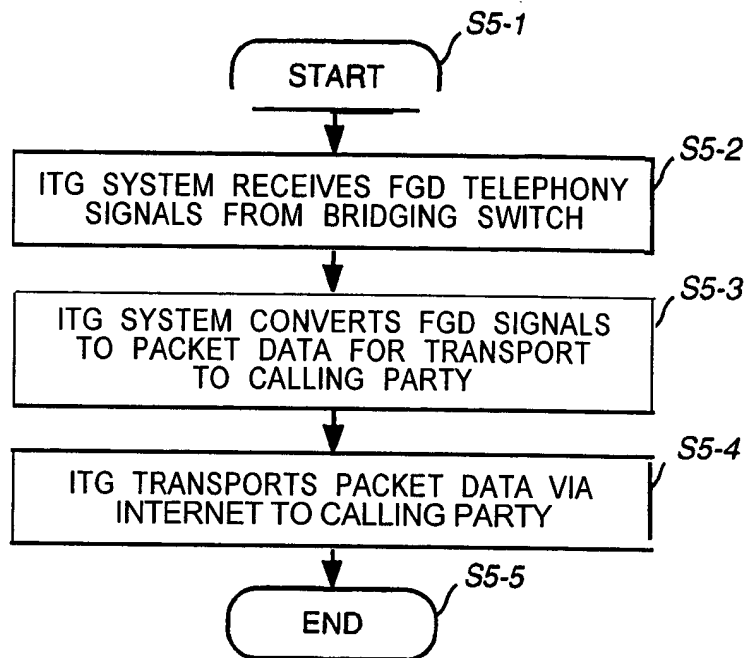 S5-1
START
S5-2
ITG SYSTEM RECEIVES FGD TELEPHONY
SIGNALS FROM BRIDGING SWITCH
S5-3
ITG SYSTEM CONVERTS FGD SIGNALS
TO PACKET DATA FOR TRANSPORT
TO CALLING PARTY
S5-4
ITG TRANSPORTS PACKET DATA VIA
INTERNET TO CALLING PARTY
S5-5
END